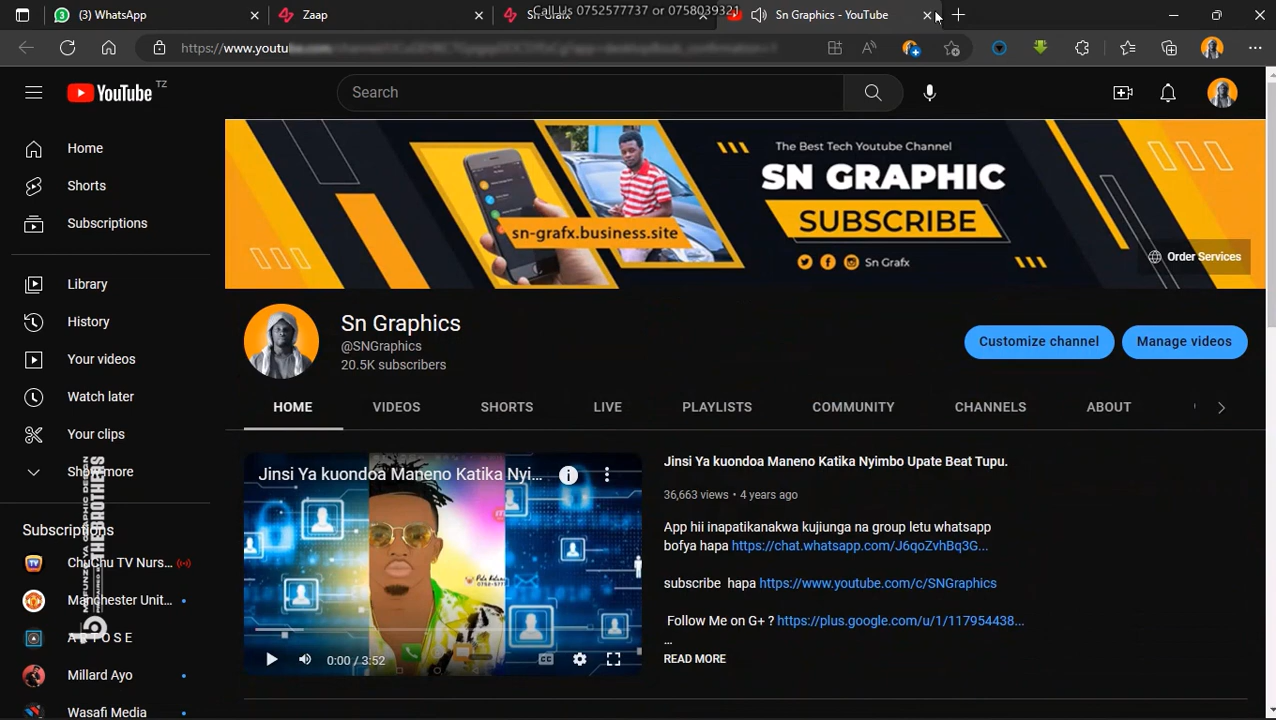 WhatsApp
Zaap
Call Us 0752577737 or 0758039321
Sn Graphics - YouTube
https://www.youtube.com
YouTube TZ
Search
Home
Shorts
Subscriptions
Library
History
Your videos
Watch later
Your clips
Show more
Subscriptions
ChuChu TV Nurs...
Manchester Unit...
A E T O S E
Millard Ayo
Wasafi Media
THE BROTHERS
The Best Tech Youtube Channel
SN GRAPHIC
SUBSCRIBE
sn-grafx.business.site
Sn Grafx
Order Services
Sn Graphics
@SNGraphics
20.5K subscribers
Customize channel
Manage videos
HOME
VIDEOS
SHORTS
LIVE
PLAYLISTS
COMMUNITY
CHANNELS
ABOUT
Jinsi Ya kuondoa Maneno Katika Nyi...
0:00 / 3:52
Jinsi Ya kuondoa Maneno Katika Nyimbo Upate Beat Tupu.
36,663 views • 4 years ago
App hii inapatikanakwa kujiunga na group letu whatsapp
bofya hapa https://chat.whatsapp.com/J6qoZvhBq3G...
subscribe hapa https://www.youtube.com/c/SNGraphics
Follow Me on G+ ? https://plus.google.com/u/1/117954438...
...
READ MORE